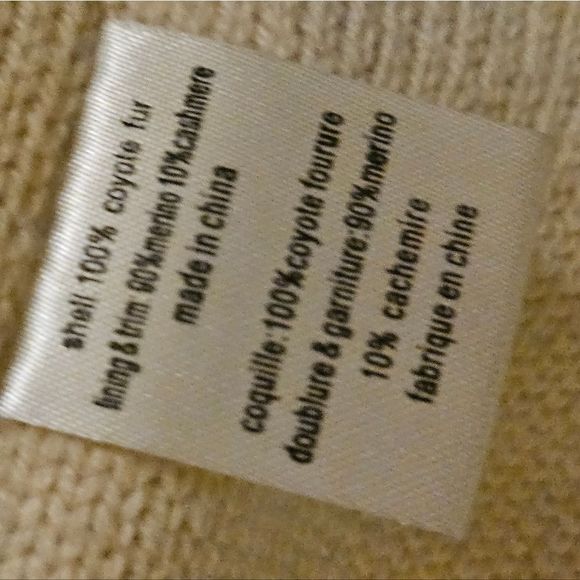 shell 100% coyote fur
lining & trim 90%merino 10%cashmere
made in china
coquille:100%coyote fourure
doublure & garniture:90%merino
10% cachemire
fabrique en chine